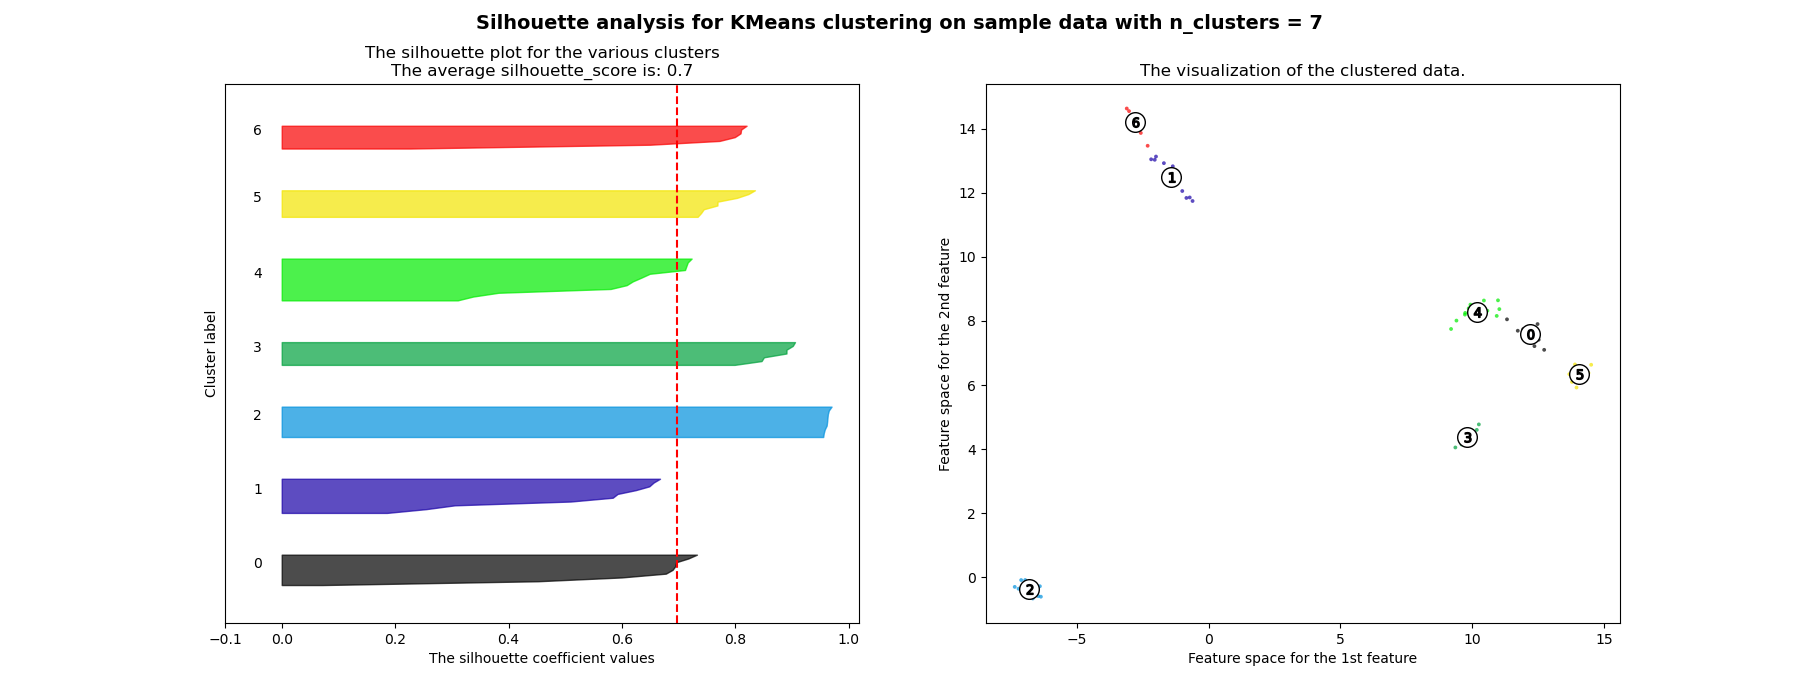 Silhouette analysis for KMeans clustering on sample data with n_clusters = 7
The silhouette plot for the various clusters
The average silhouette_score is: 0.7
Cluster label
6
5
4
3
2
1
0
−0.1 0.0 0.2 0.4 0.6 0.8 1.0
The silhouette coefficient values
The visualization of the clustered data.
Feature space for the 2nd feature
14
12
10
8
6
4
2
0
6
1
4
0
5
3
2
−5 0 5 10 15
Feature space for the 1st feature